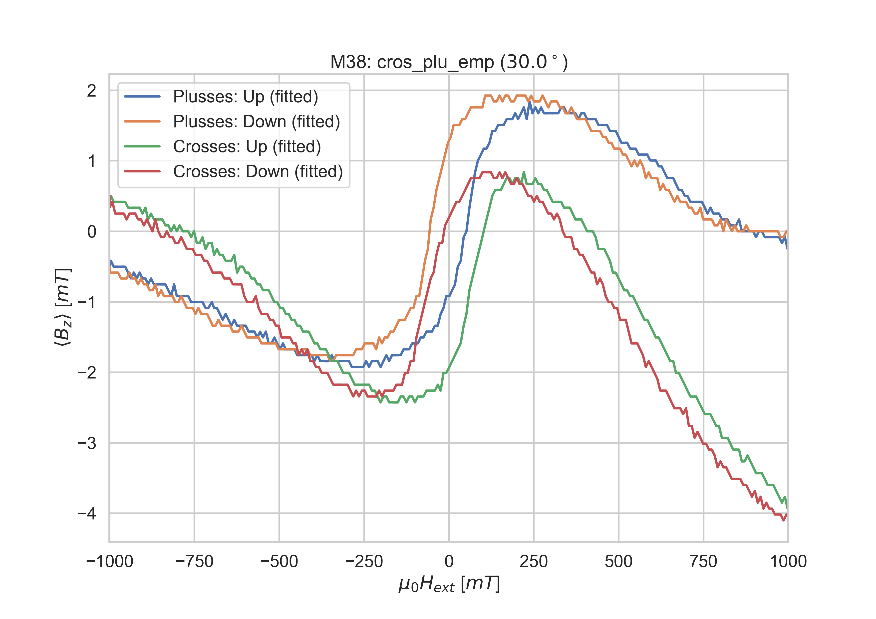 M38: cros_plu_emp (30.0°)
Plusses: Up (fitted)
Plusses: Down (fitted)
Crosses: Up (fitted)
Crosses: Down (fitted)
2
1
0
−1
−2
−3
−4
⟨B_z⟩ [mT]
−1000 −750 −500 −250 0 250 500 750 1000
μ₀H_ext [mT]